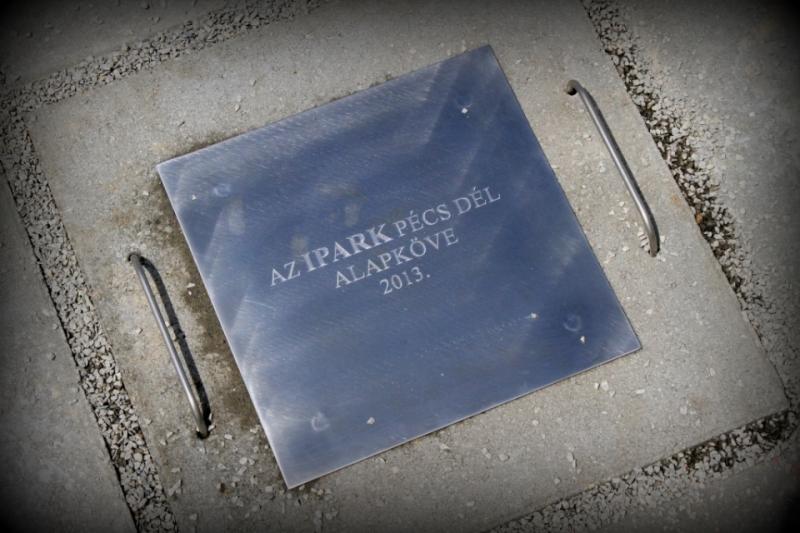 AZ IPARK PÉCS DÉL
ALAPKÖVE
2013.